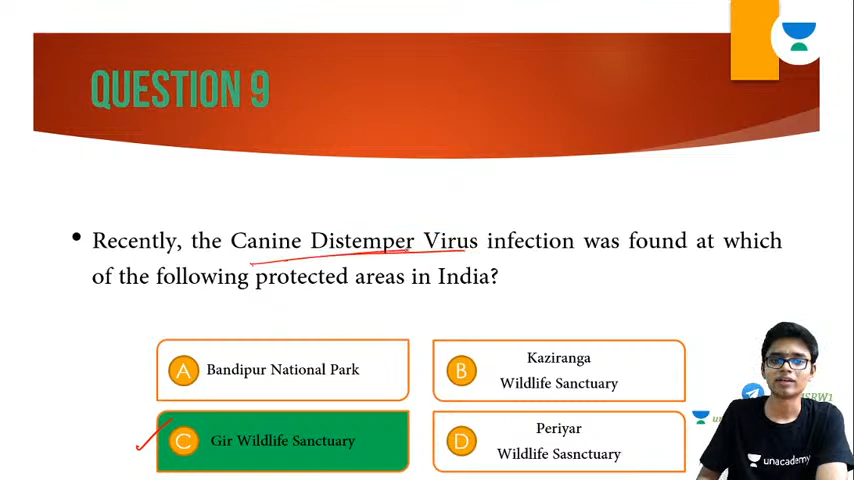 QUESTION 9
• Recently, the Canine Distemper Virus infection was found at which
of the following protected areas in India?
A Bandipur National Park
B Kaziranga
Wildlife Sanctuary
C Gir Wildlife Sanctuary
D Periyar
Wildlife Sasnctuary
unacademy